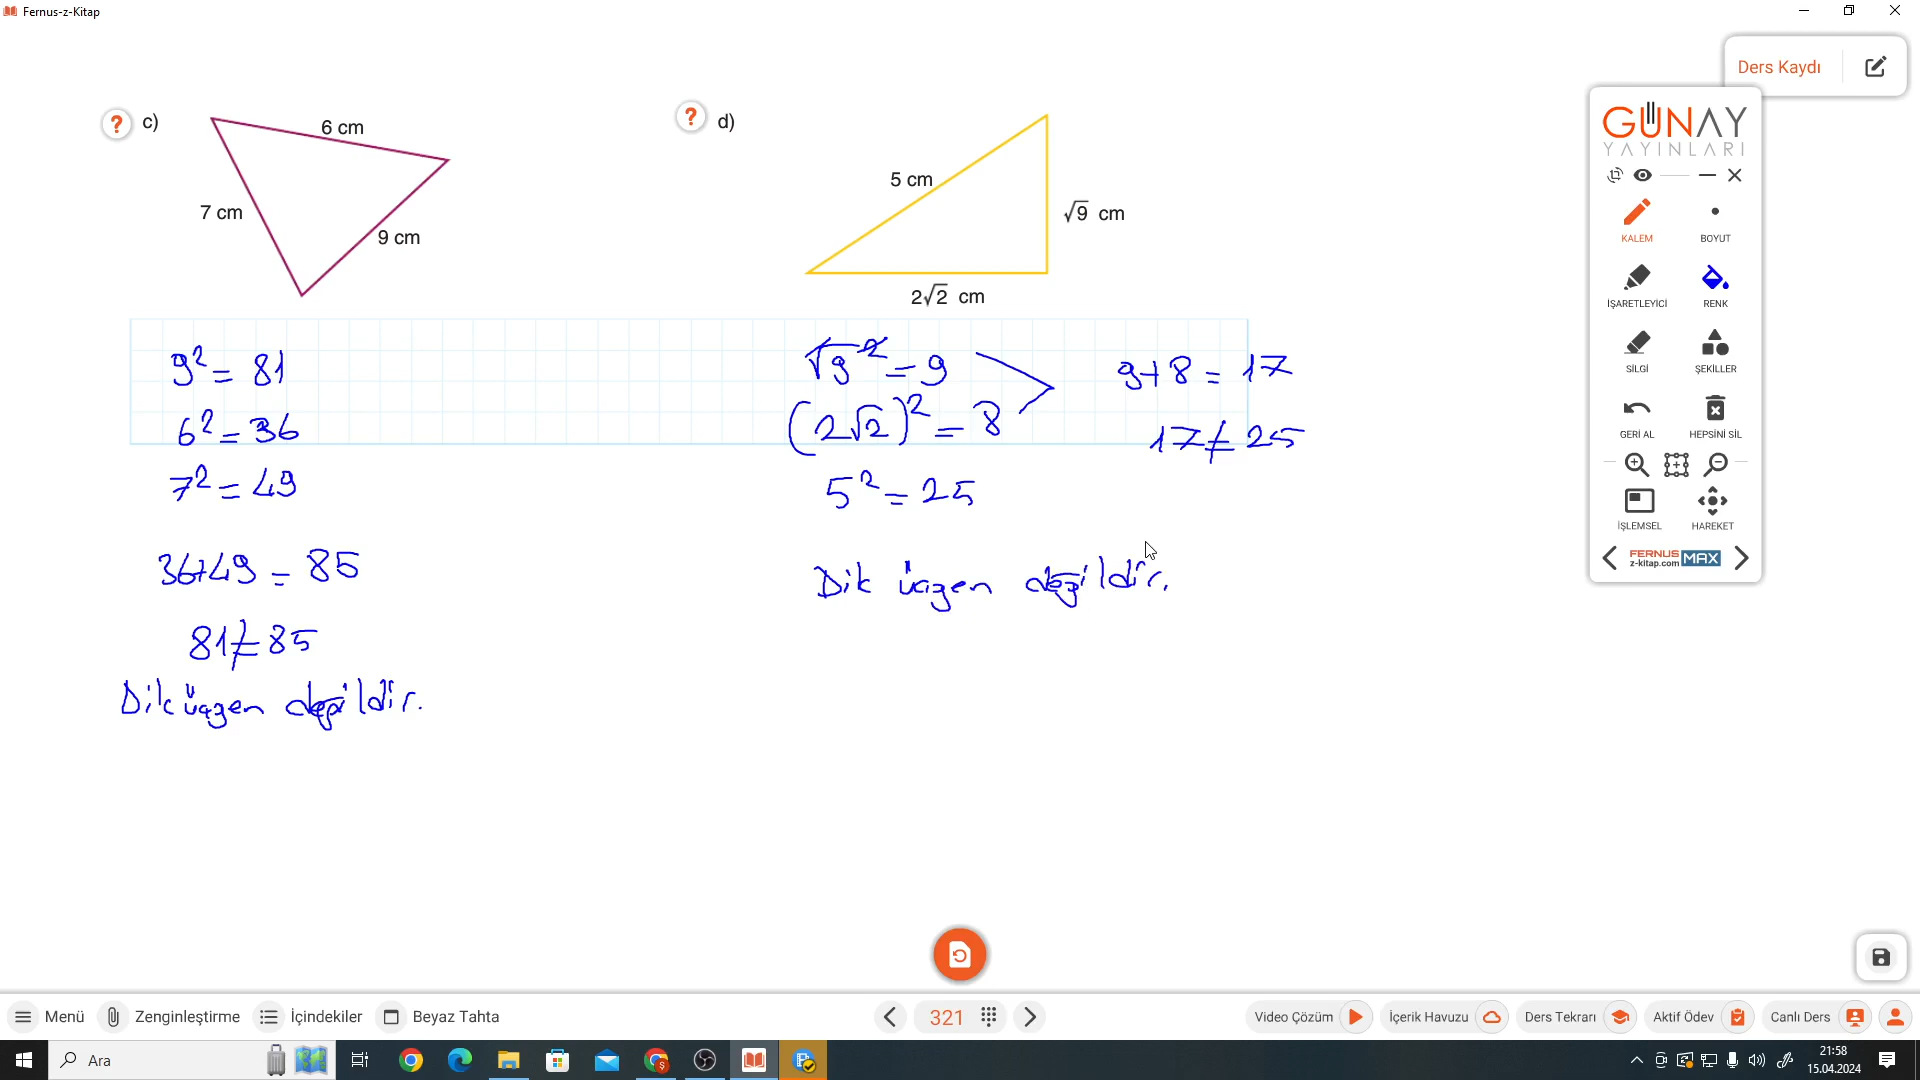 Fernus-z-Kitap
Ders Kaydı
GÜNAY
YAYINLARI
KALEM
BOYUT
İŞARETLEYİCİ
RENK
SİLGİ
ŞEKİLLER
GERİ AL
HEPSİNİ SİL
İŞLEMSEL
HAREKET
FERNUS
z-kitap.com MAX
? c)
6 cm
7 cm
9 cm
9² = 81
6² = 36
7² = 49
36+49 = 85
81 ≠ 85
Dik üçgen değildir.
? d)
5 cm
√9 cm
2√2 cm
√9² = 9
(2√2)² = 8
5² = 25
9+8 = 17
17 ≠ 25
Dik üçgen değildir.
Menü Zenginleştirme İçindekiler Beyaz Tahta 321 Video Çözüm İçerik Havuzu Ders Tekrarı Aktif Ödev Canlı Ders
Ara
21:58
15.04.2024